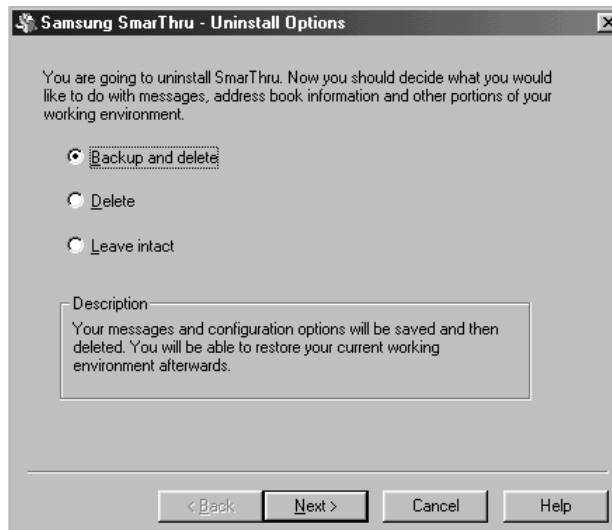 Samsung SmarThru - Uninstall Options
You are going to uninstall SmarThru. Now you should decide what you would
like to do with messages, address book information and other portions of your
working environment.
Backup and delete
Delete
Leave intact
Description
Your messages and configuration options will be saved and then
deleted. You will be able to restore your current working
environment afterwards.
< Back Next > Cancel Help